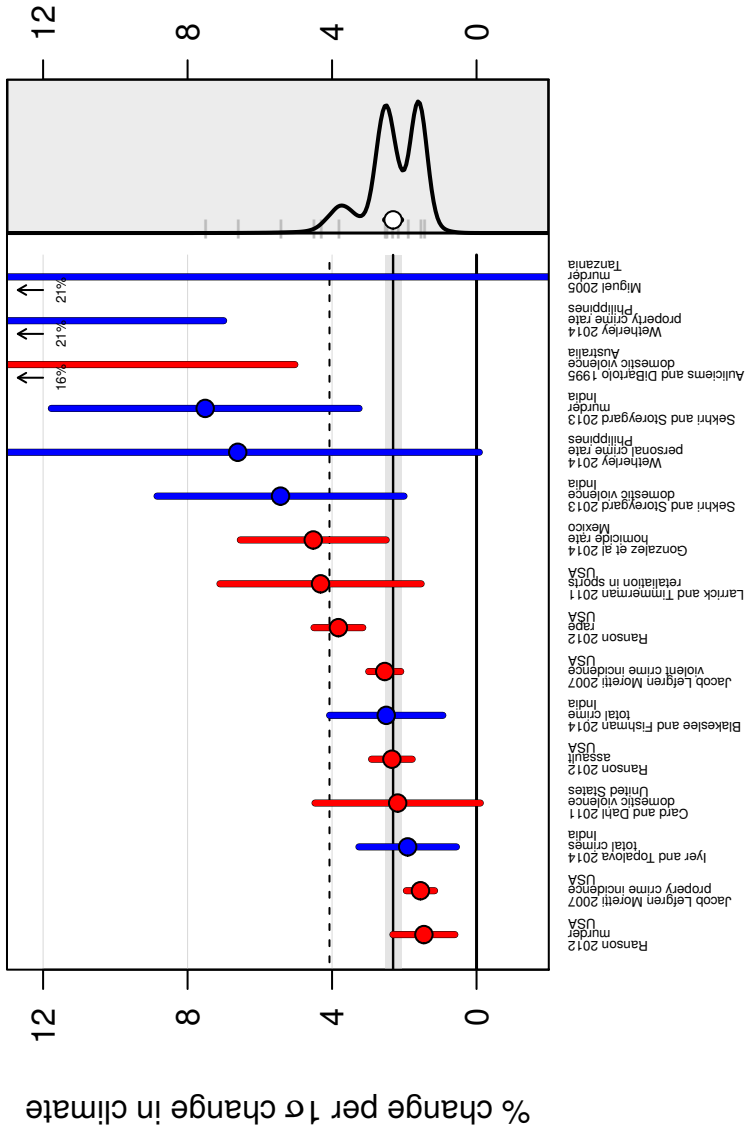 % change per 1σ change in climate
12
8
4
0
12
8
4
0
16%
21%
21%
Ranson 2012
murder
USA
Jacob Lefgren Moretti 2007
propery crime incidence
USA
Iyer and Topalova 2014
total crimes
India
Card and Dahl 2011
domestic violence
United States
Ranson 2012
assault
USA
Blakeslee and Fishman 2014
total crime
India
Jacob Lefgren Moretti 2007
violent crime incidence
USA
Ranson 2012
rape
USA
Larrick and Timmerman 2011
retaliation in sports
USA
Gonzalez et al 2014
homicide rate
Mexico
Sekhri and Storeygard 2013
domestic violence
India
Wetherley 2014
personal crime rate
Philippines
Sekhri and Storeygard 2013
murder
India
Auliciems and DiBartolo 1995
domestic violence
Australia
Wetherley 2014
property crime rate
Philippines
Miguel 2005
murder
Tanzania